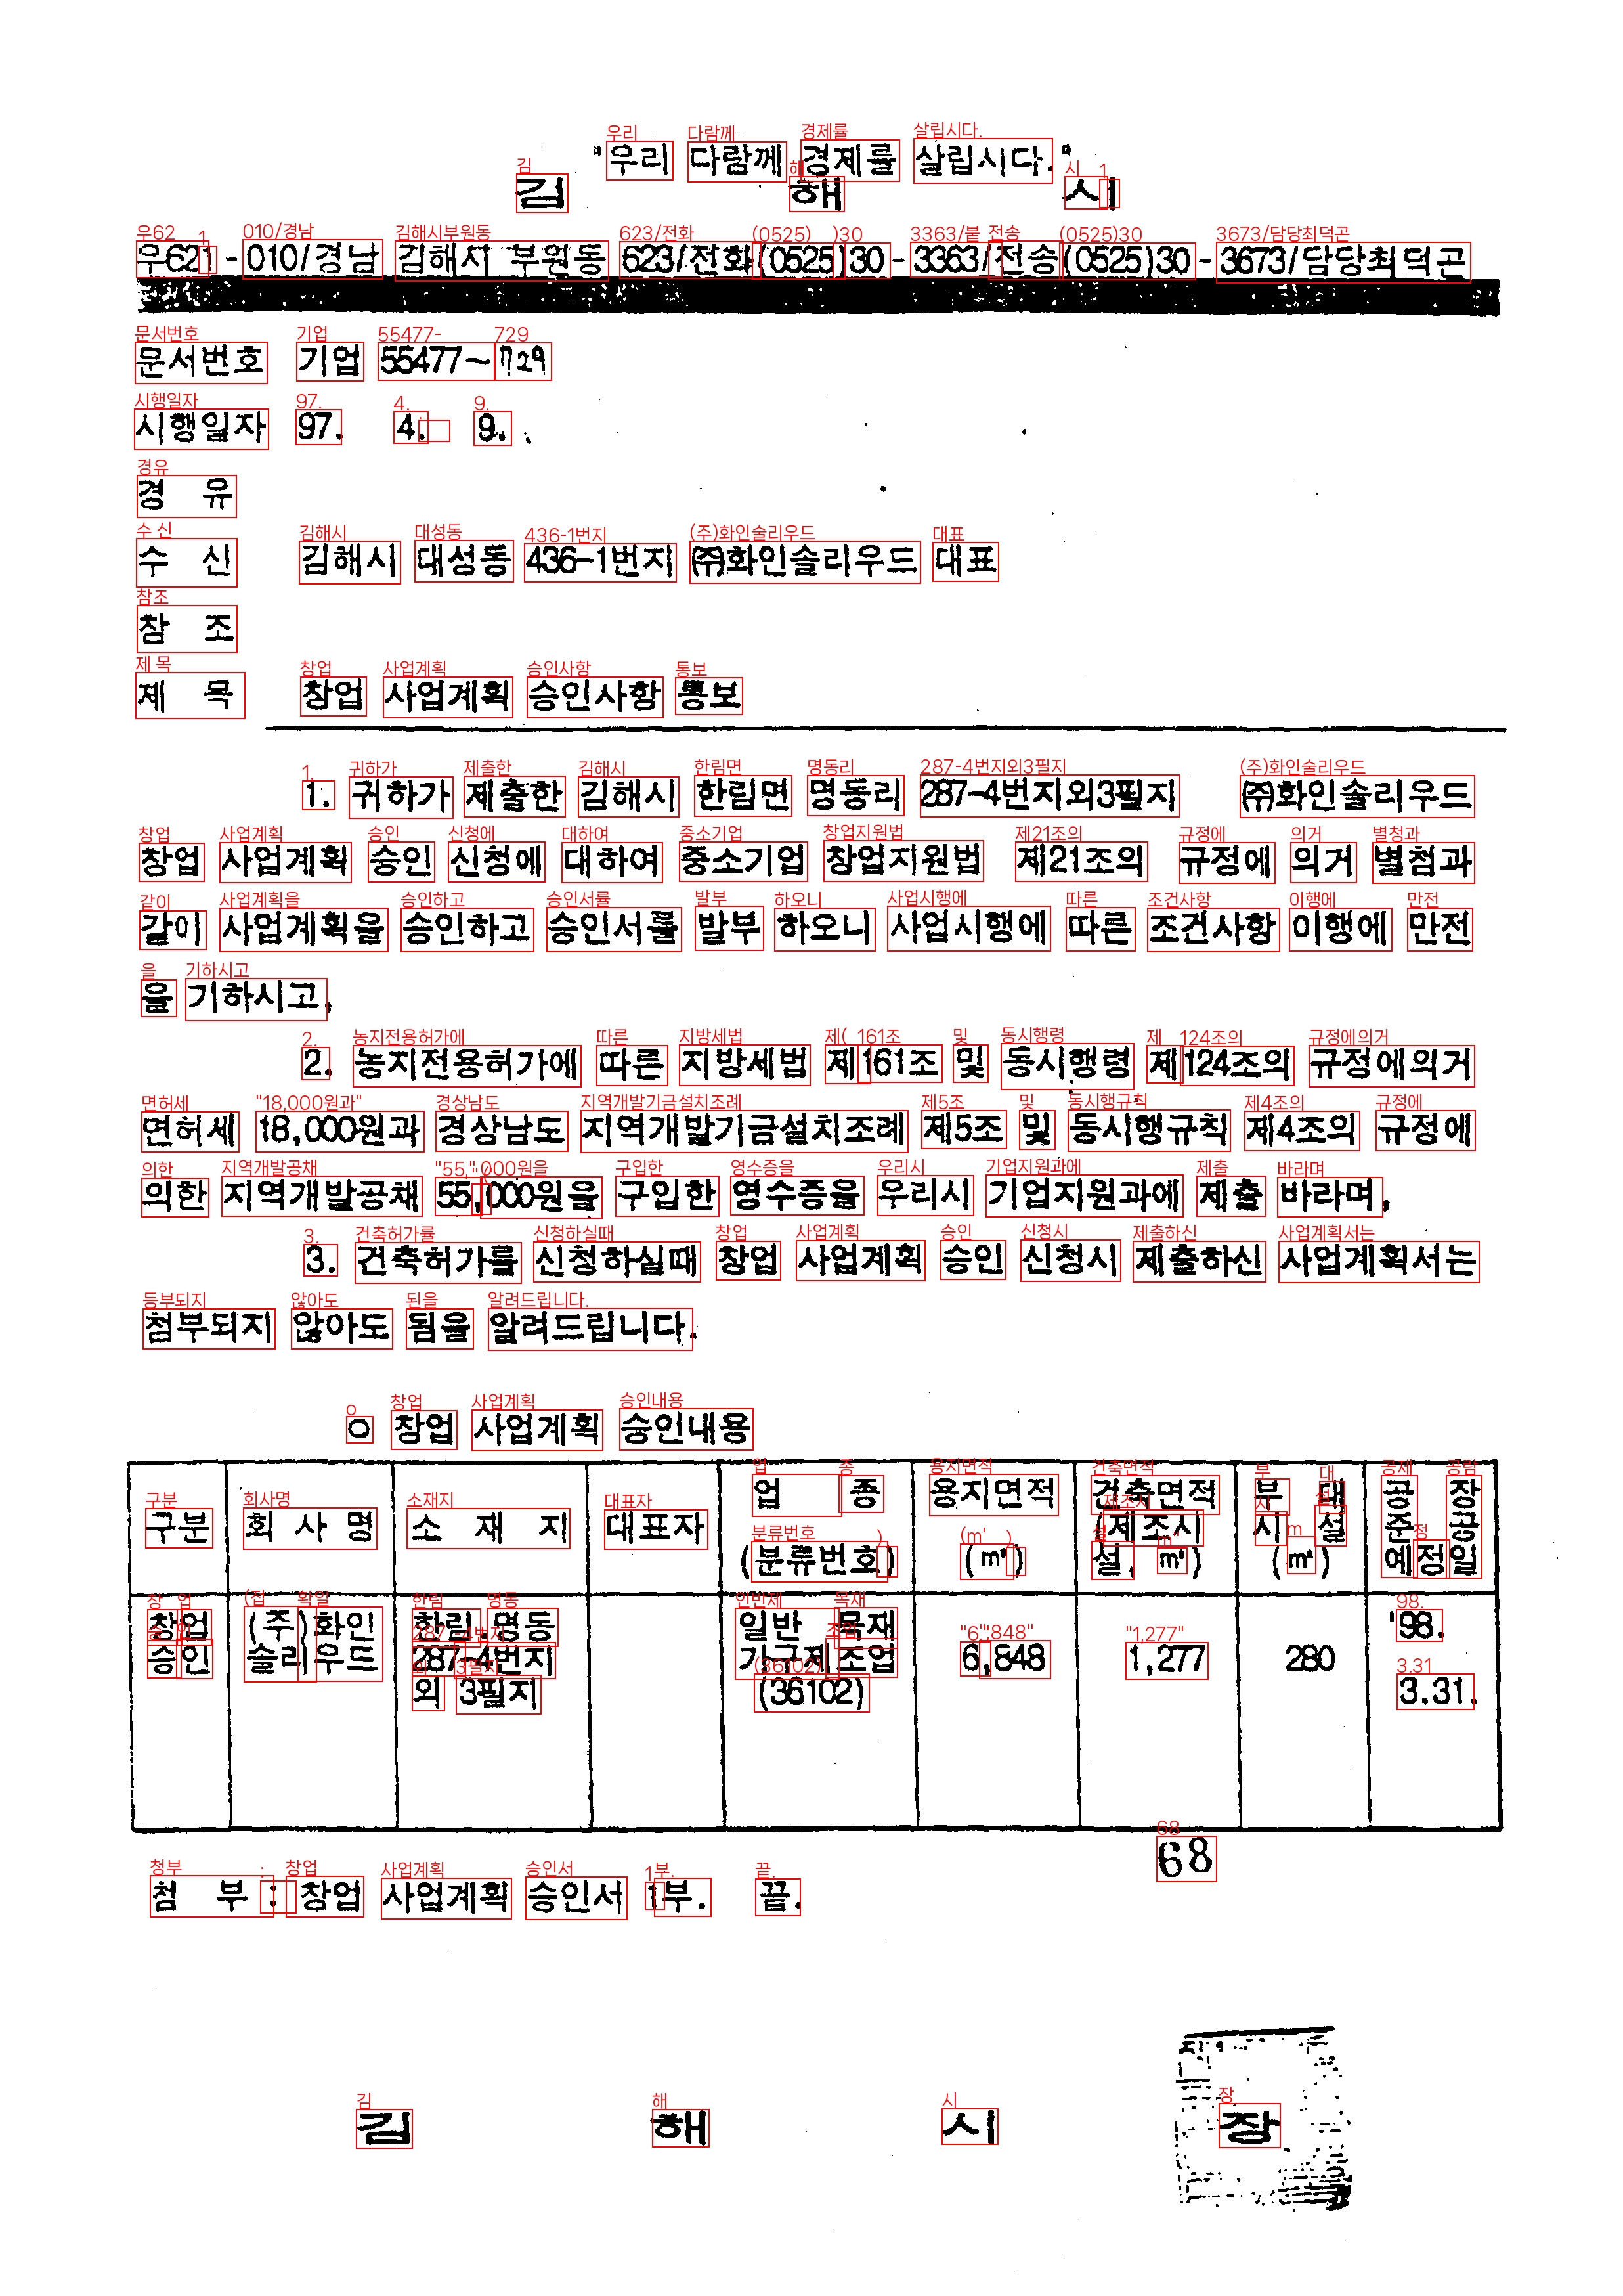 "우리 다함께 경제를 살립시다."
김 해 시
우621-010/경남 김해시 부원동 623/전화(0525)30-3363/전송(0525)30-3673/담당최덕곤
문서번호 기업 55477~729
시행일자 97. 4. 9.
경 유
수 신 김해시 대성동 436-1번지 ㈜화인솔리우드 대표
참 조
제 목 창업 사업계획 승인사항 통보
1. 귀하가 제출한 김해시 한림면 명동리 287-4번지외3필지 ㈜화인솔리우드
창업 사업계획 승인 신청에 대하여 중소기업 창업지원법 제21조의 규정에 의거 별첨과
같이 사업계획을 승인하고 승인서를 발부 하오니 사업시행에 따른 조건사항 이행에 만전
을 기하시고,
2. 농지전용허가에 따른 지방세법 제161조 및 동시행령 제124조의 규정에의거
면허세 18,000원과 경상남도 지역개발기금설치조례 제5조 및 동시행규칙 제4조의 규정에
의한 지역개발공채 55,000원을 구입한 영수증을 우리시 기업지원과에 제출 바라며,
3. 건축허가를 신청하실때 창업 사업계획 승인 신청시 제출하신 사업계획서는
첨부되지 않아도 됨을 알려드립니다.
○ 창업 사업계획 승인내용
구분 회 사 명 소 재 지 대표자 업 종 (분류번호) 용지면적 (㎡) 건축면적 (제조시설, ㎡) 부대시설 (㎡) 공장준공예정일
창업승인 (주)화인솔리우드 한림.명동 287-4번지 외 3필지 일반 목재가구제조업 (36102) 6,848 1,277 280 '98. 3.31.
68
첨 부 : 창업 사업계획 승인서 1부. 끝.
김 해 시 장